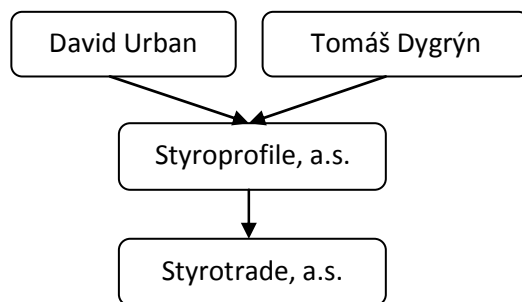 David Urban
Tomáš Dygrýn
Styroprofile, a.s.
Styrotrade, a.s.